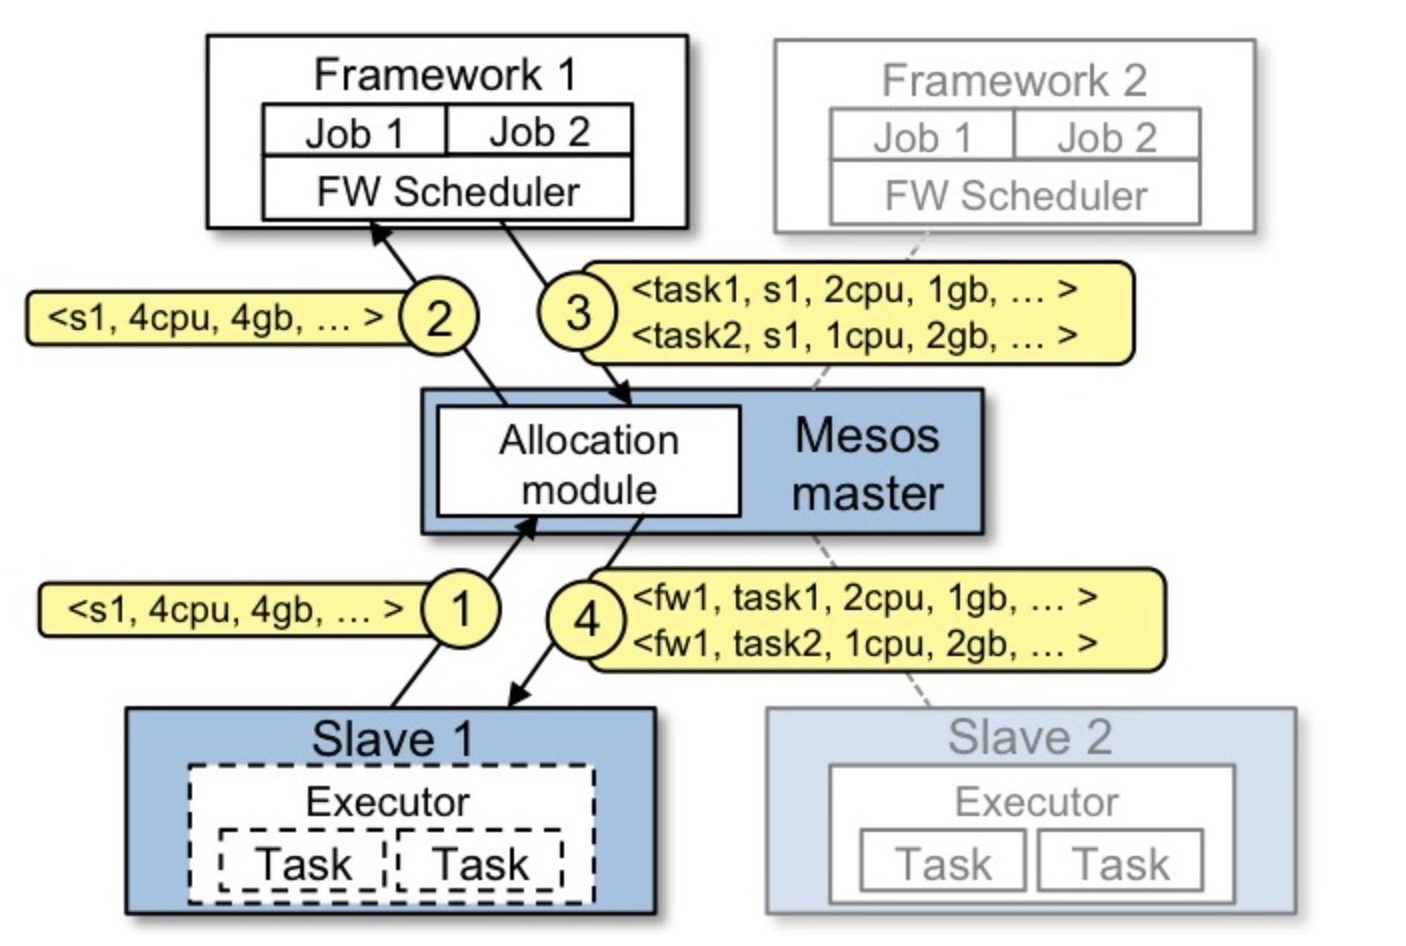 Framework 1
Job 1
Job 2
FW Scheduler
Framework 2
Job 1
Job 2
FW Scheduler
<s1, 4cpu, 4gb, … >
2
3
<task1, s1, 2cpu, 1gb, … >
<task2, s1, 1cpu, 2gb, … >
Allocation
module
Mesos
master
<s1, 4cpu, 4gb, … >
1
4
<fw1, task1, 2cpu, 1gb, … >
<fw1, task2, 1cpu, 2gb, … >
Slave 1
Executor
Task
Task
Slave 2
Executor
Task
Task